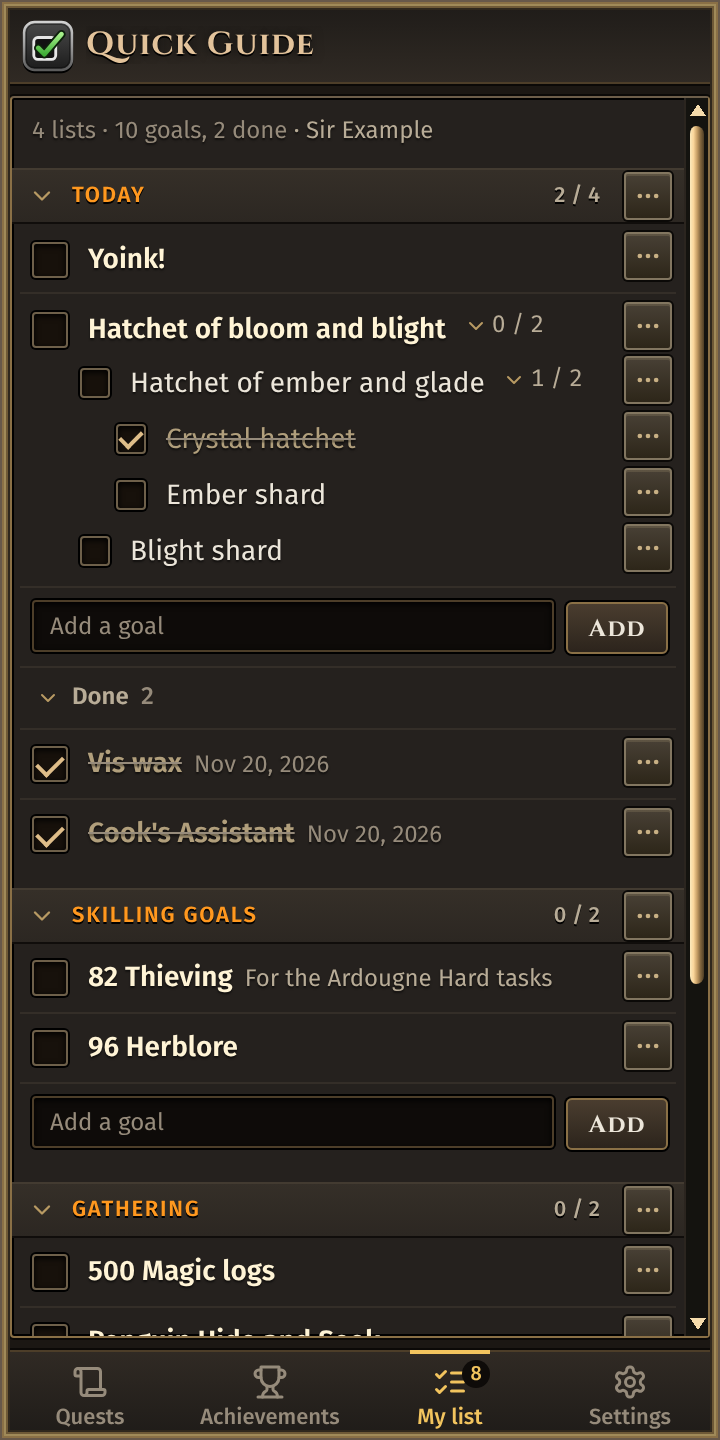 Quick Guide
4 lists · 10 goals, 2 done · Sir Example
TODAY 2 / 4
Yoink!
Hatchet of bloom and blight 0 / 2
Hatchet of ember and glade 1 / 2
Crystal hatchet
Ember shard
Blight shard
Add a goal Add
Done 2
Vis wax Nov 20, 2026
Cook's Assistant Nov 20, 2026
SKILLING GOALS 0 / 2
82 Thieving For the Ardougne Hard tasks
96 Herblore
Add a goal Add
GATHERING 0 / 2
500 Magic logs
Penguin Hide and Seek
8
Quests Achievements My list Settings